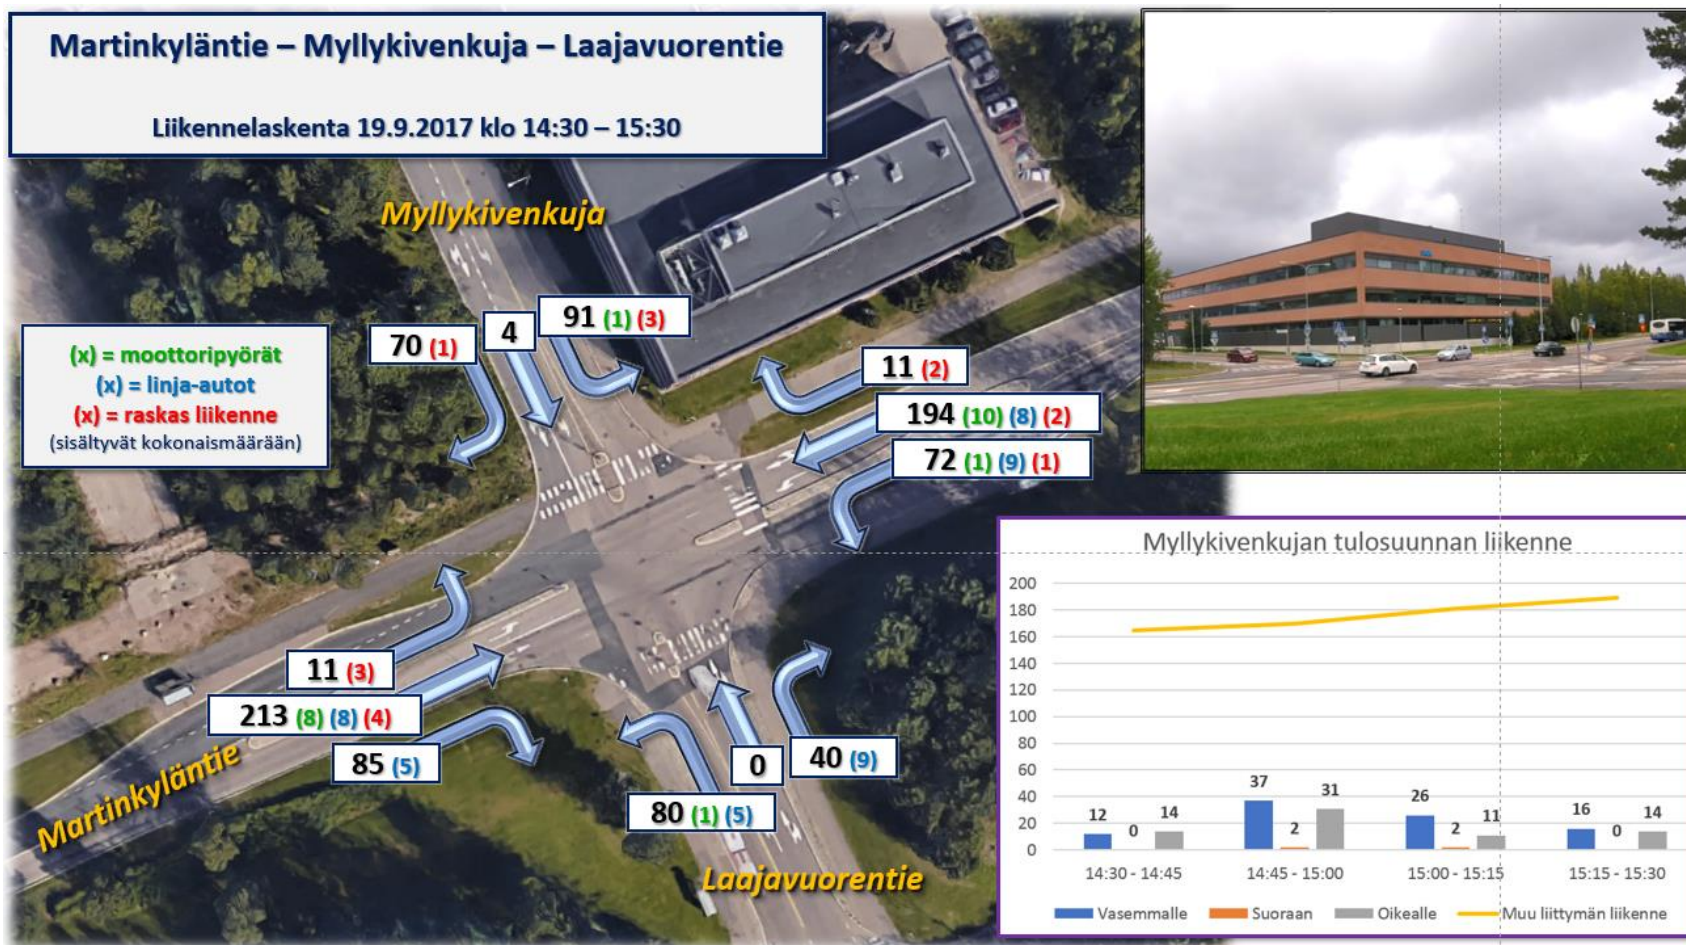 Martinkyläntie – Myllykivenkuja – Laajavuorentie
Liikennelaskenta 19.9.2017 klo 14:30 – 15:30
Myllykivenkuja
(x) = moottoripyörät
(x) = linja-autot
(x) = raskas liikenne
(sisältyvät kokonaismäärään)
70 (1)
4
91 (1) (3)
11 (2)
194 (10) (8) (2)
72 (1) (9) (1)
11 (3)
213 (8) (8) (4)
85 (5)
Martinkyläntie
80 (1) (5)
0
40 (9)
Laajavuorentie
Myllykivenkujan tulosuunnan liikenne
200
180
160
140
120
100
80
60
40
20
0
12 0 14
37 2 31
26 2 11
16 0 14
14:30 - 14:45 14:45 - 15:00 15:00 - 15:15 15:15 - 15:30
Vasemmalle Suoraan Oikealle Muu liittymän liikenne